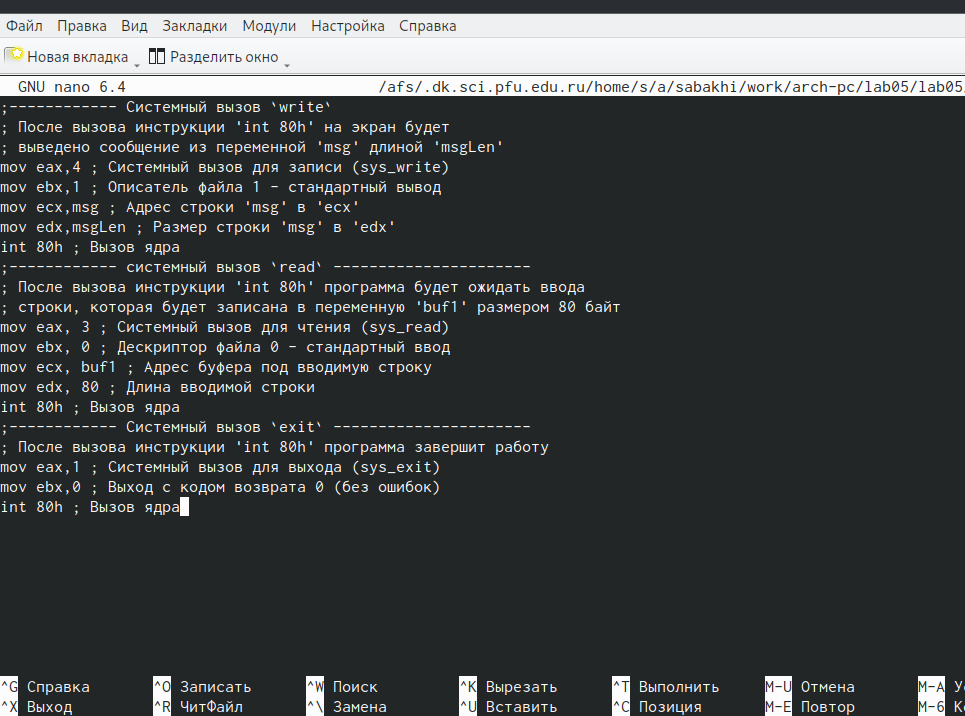 Файл Правка Вид Закладки Модули Настройка Справка
Новая вкладка Разделить окно
GNU nano 6.4 /afs/.dk.sci.pfu.edu.ru/home/s/a/sabakhi/work/arch-pc/lab05/lab05
;------------ Системный вызов `write`
; После вызова инструкции 'int 80h' на экран будет
; выведено сообщение из переменной 'msg' длиной 'msgLen'
mov eax,4 ; Системный вызов для записи (sys_write)
mov ebx,1 ; Описатель файла 1 - стандартный вывод
mov ecx,msg ; Адрес строки 'msg' в 'ecx'
mov edx,msgLen ; Размер строки 'msg' в 'edx'
int 80h ; Вызов ядра
;------------ системный вызов `read` ----------------------
; После вызова инструкции 'int 80h' программа будет ожидать ввода
; строки, которая будет записана в переменную 'buf1' размером 80 байт
mov eax, 3 ; Системный вызов для чтения (sys_read)
mov ebx, 0 ; Дескриптор файла 0 - стандартный ввод
mov ecx, buf1 ; Адрес буфера под вводимую строку
mov edx, 80 ; Длина вводимой строки
int 80h ; Вызов ядра
;------------ Системный вызов `exit` ----------------------
; После вызова инструкции 'int 80h' программа завершит работу
mov eax,1 ; Системный вызов для выхода (sys_exit)
mov ebx,0 ; Выход с кодом возврата 0 (без ошибок)
int 80h ; Вызов ядра
^G Справка ^O Записать ^W Поиск ^K Вырезать ^T Выполнить M-U Отмена M-A
^X Выход ^R ЧитФайл ^\ Замена ^U Вставить ^C Позиция M-E Повтор M-6